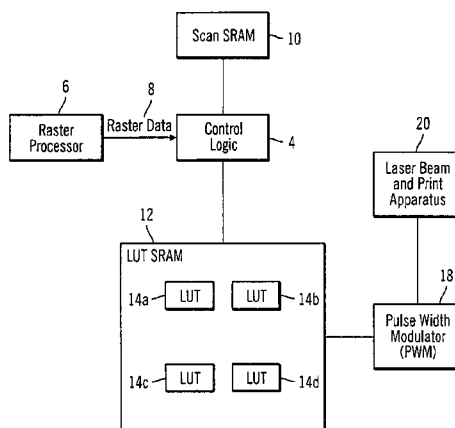 Scan SRAM
10
6
8
Raster Processor
Raster Data
Control
Logic
4
20
Laser Beam
and Print
Apparatus
12
LUT SRAM
14a
LUT
LUT
14b
18
Pulse Width
Modulator
(PWM)
14c
LUT
LUT
14d